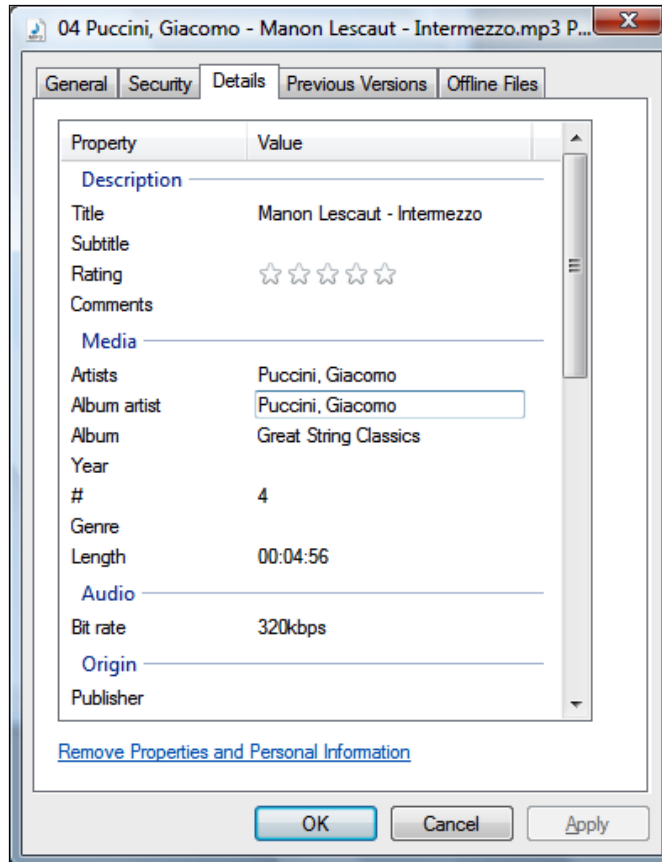 04 Puccini, Giacomo - Manon Lescaut - Intermezzo.mp3 P...
General Security Details Previous Versions Offline Files
Property Value
Description
Title Manon Lescaut - Intermezzo
Subtitle
Rating
Comments
Media
Artists Puccini, Giacomo
Album artist Puccini, Giacomo
Album Great String Classics
Year
# 4
Genre
Length 00:04:56
Audio
Bit rate 320kbps
Origin
Publisher
Remove Properties and Personal Information
OK Cancel Apply